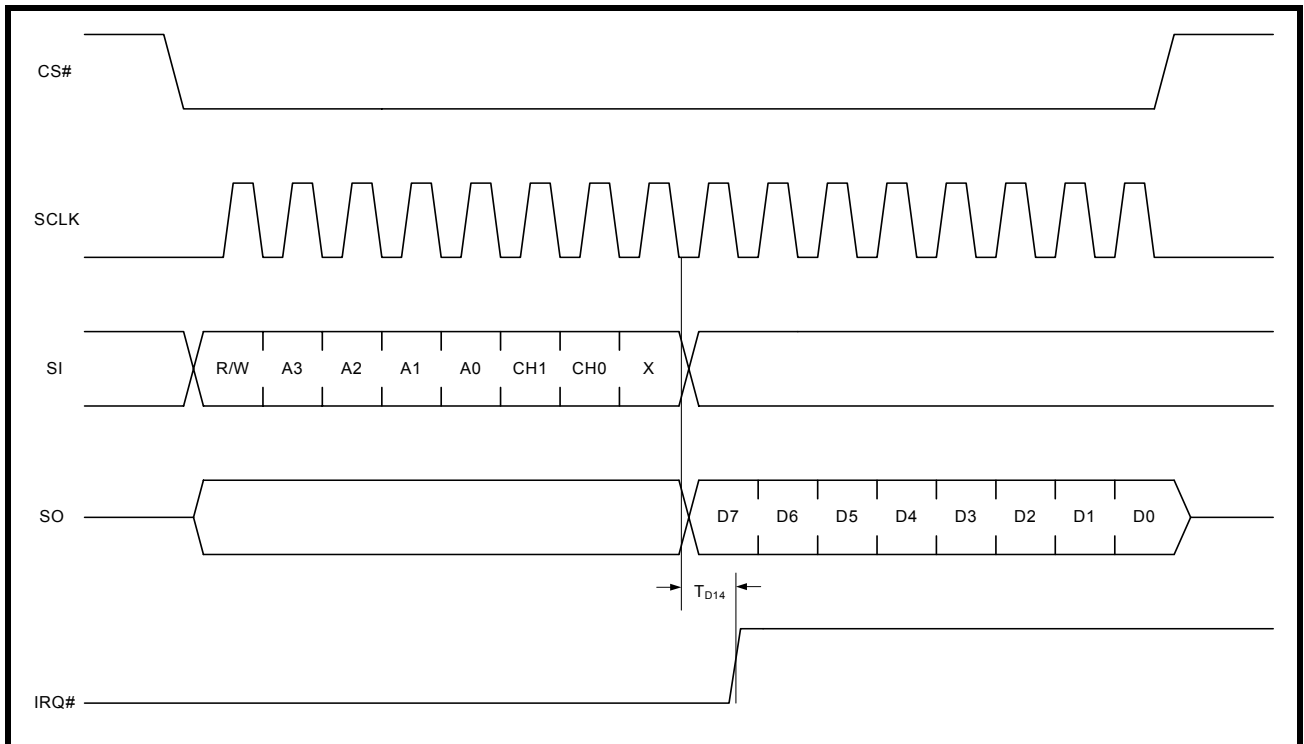 CS#
SCLK
SI R/W A3 A2 A1 A0 CH1 CH0 X
SO D7 D6 D5 D4 D3 D2 D1 D0
TD14
IRQ#